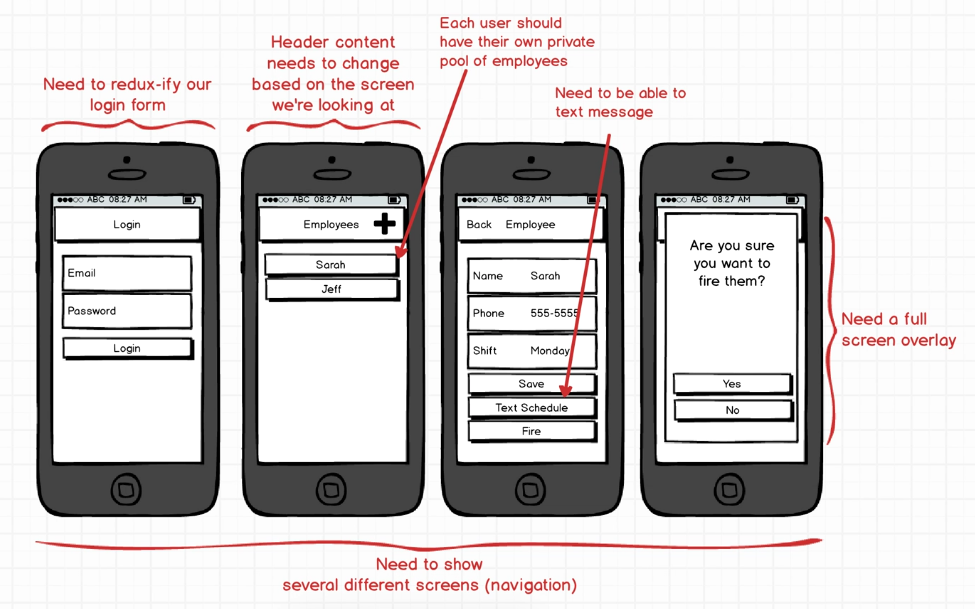 Each user should
have their own private
pool of employees
Header content
needs to change
based on the screen
we're looking at
Need to redux-ify our
login form
Need to be able to
text message
ABC 08:27 AM
Login
Email
Password
Login
ABC 08:27 AM
Employees
Sarah
Jeff
ABC 08:27 AM
Back Employee
Name Sarah
Phone 555-5555
Shift Monday
Save
Text Schedule
Fire
ABC 08:27 AM
Are you sure
you want to
fire them?
Yes
No
Need a full
screen overlay
Need to show
several different screens (navigation)